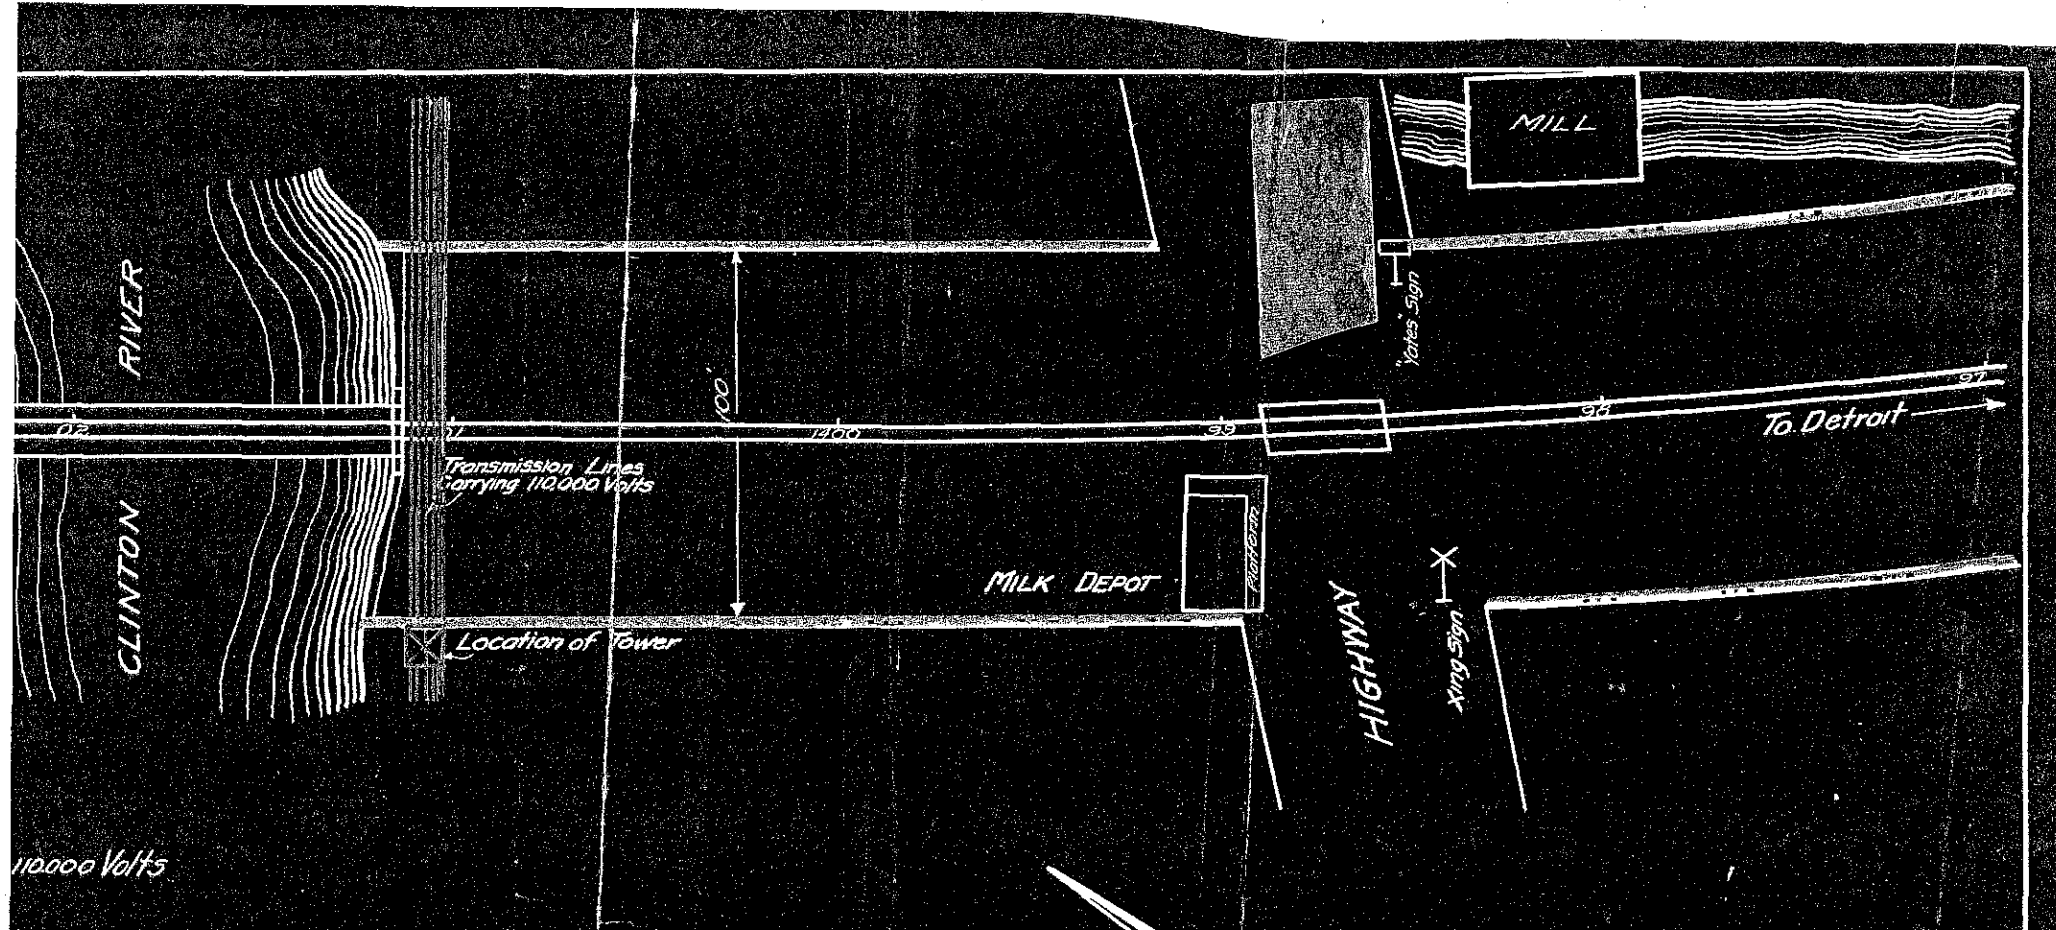 MILL
RIVER
"Yates" Sign
100'
97
98
To Detroit
02
01
1400
99
Transmission Lines
Carrying 110,000 Volts
Platform
MILK DEPOT
CLINTON
HIGHWAY
Xing Sign
Location of Tower
110,000 Volts